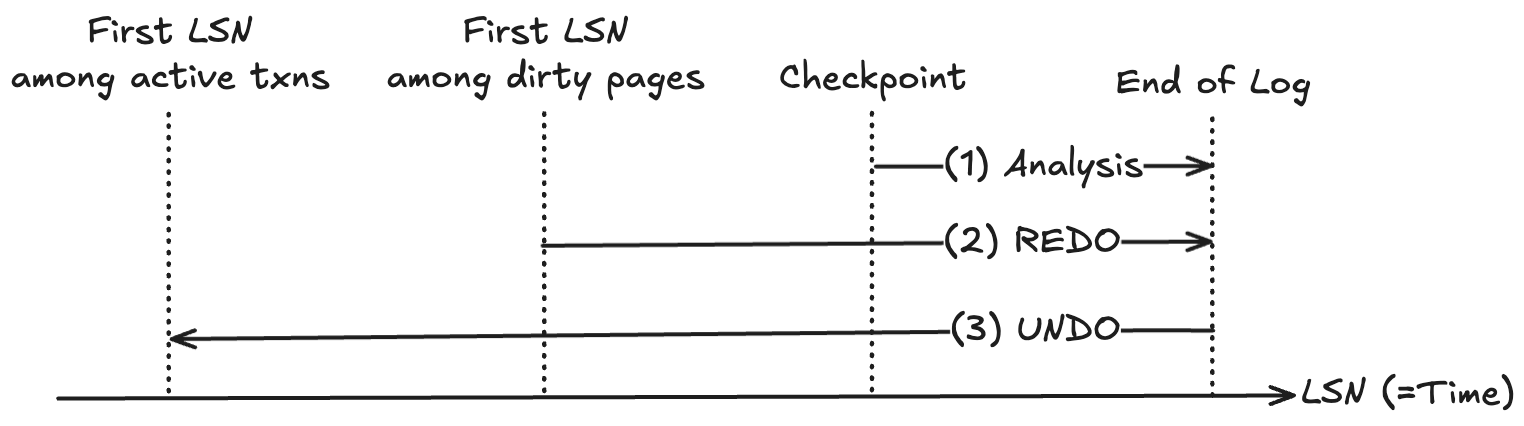 First LSN
among active txns
First LSN
among dirty pages
Checkpoint
End of Log
(1) Analysis
(2) REDO
(3) UNDO
LSN (=Time)